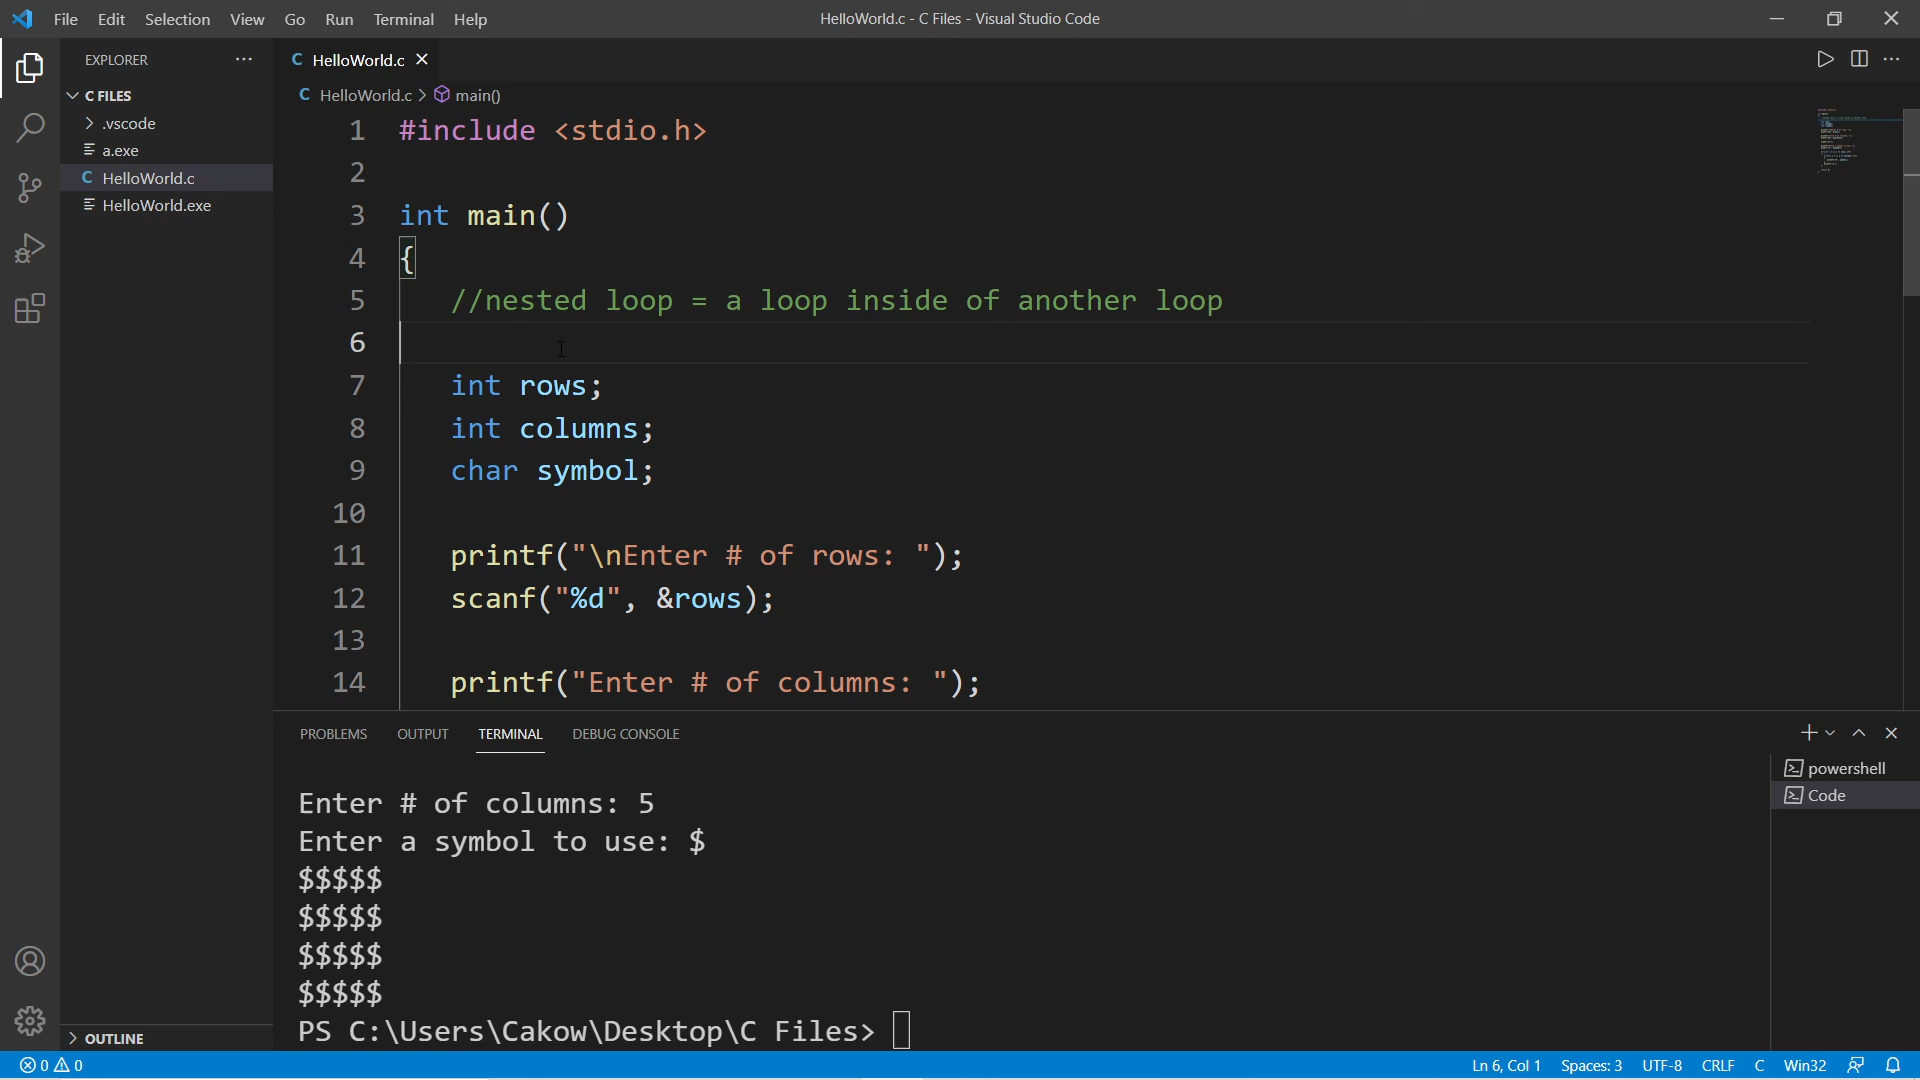 File Edit Selection View Go Run Terminal Help
HelloWorld.c - C Files - Visual Studio Code
EXPLORER
C FILES
.vscode
a.exe
HelloWorld.c
HelloWorld.exe
OUTLINE
HelloWorld.c
HelloWorld.c > main()
1 #include <stdio.h>
2
3 int main()
4 {
5 //nested loop = a loop inside of another loop
6
7 int rows;
8 int columns;
9 char symbol;
10
11 printf("\nEnter # of rows: ");
12 scanf("%d", &rows);
13
14 printf("Enter # of columns: ");
PROBLEMS OUTPUT TERMINAL DEBUG CONSOLE
powershell
Code
Enter # of columns: 5
Enter a symbol to use: $
$$$$$
$$$$$
$$$$$
$$$$$
PS C:\Users\Cakow\Desktop\C Files>
0 0 Ln 6, Col 1 Spaces: 3 UTF-8 CRLF C Win32